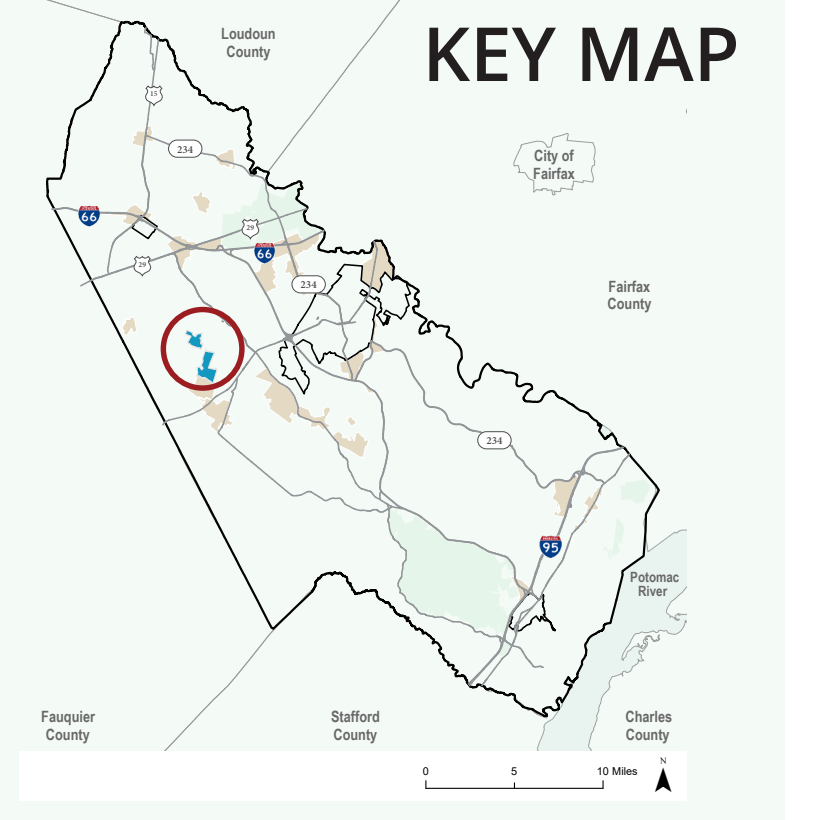 KEY MAP
Loudoun
County
15
234
City of
Fairfax
66
29
66
29
234
Fairfax
County
234
95
Potomac
River
Fauquier
County
Stafford
County
Charles
County
0 5 10 Miles
N